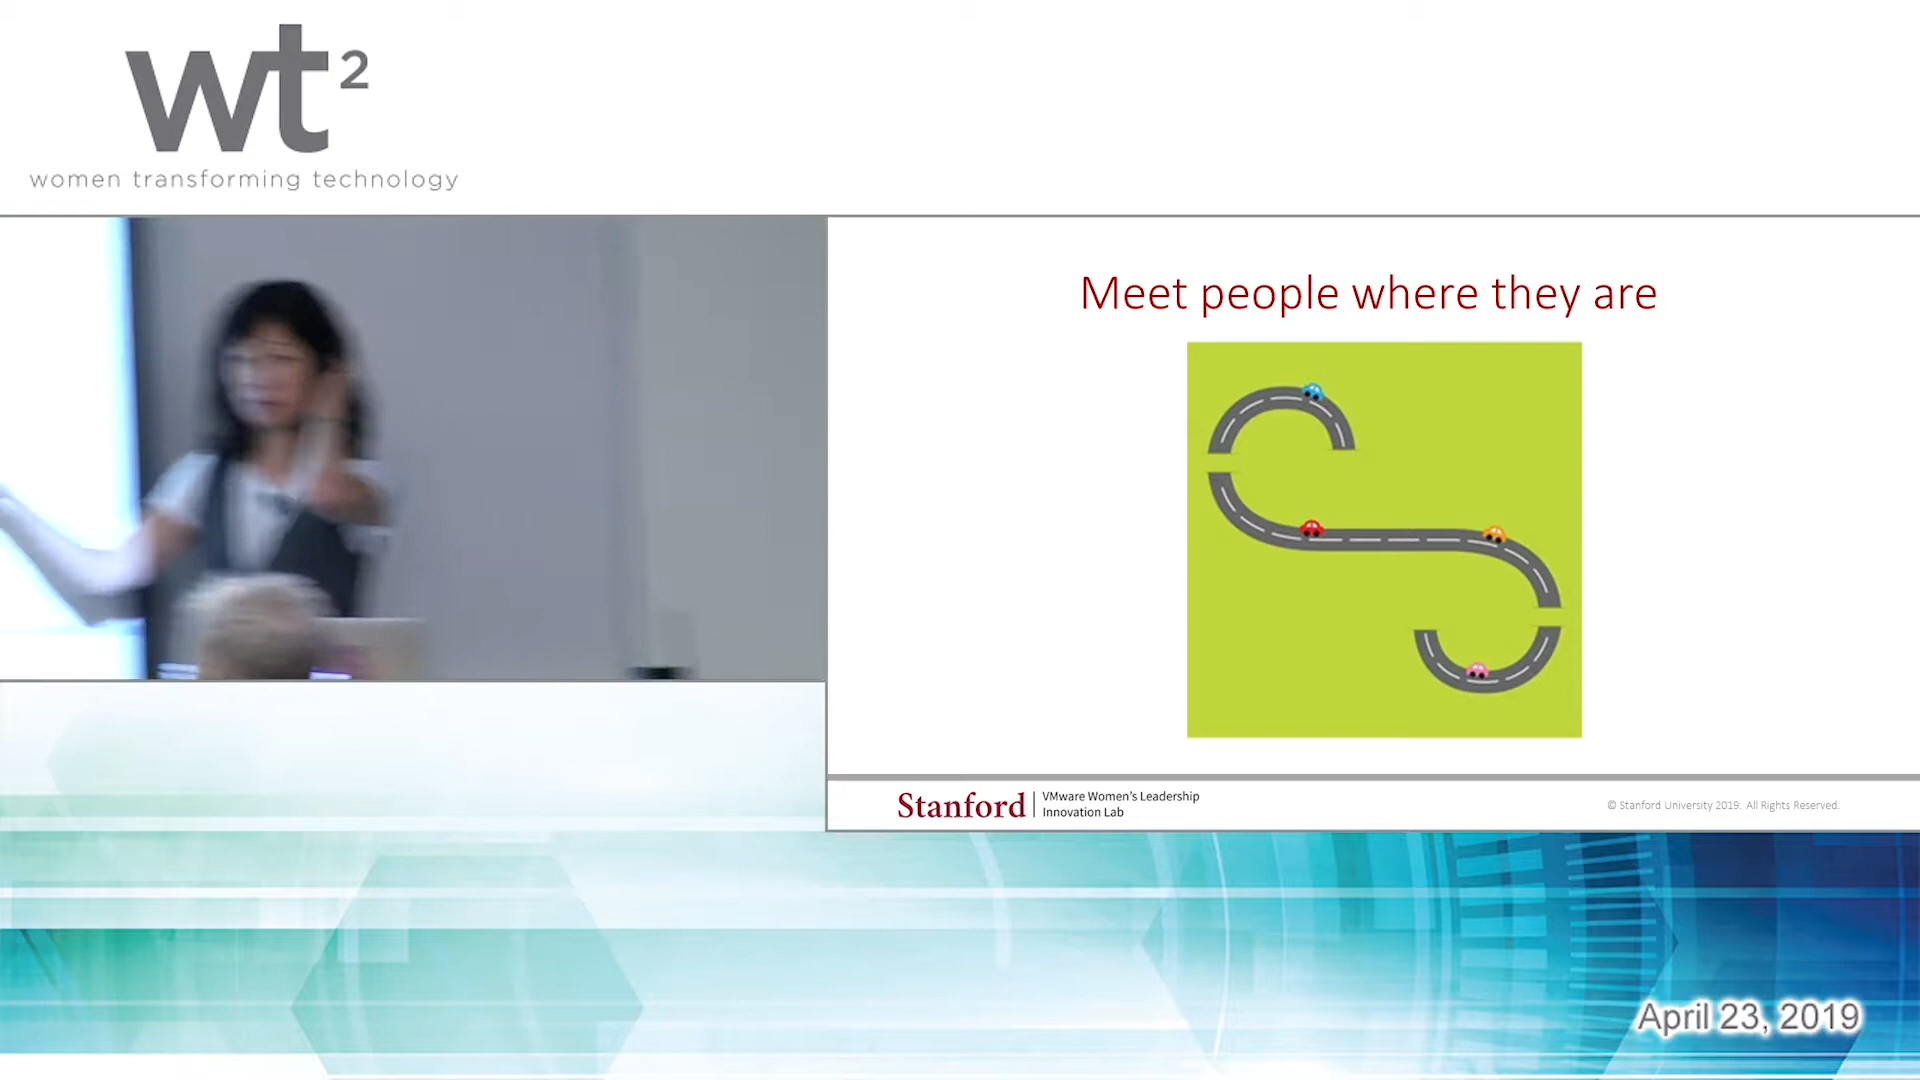 wt²
women transforming technology
Meet people where they are
Stanford
VMware Women's Leadership
Innovation Lab
© Stanford University 2019. All Rights Reserved.
April 23, 2019